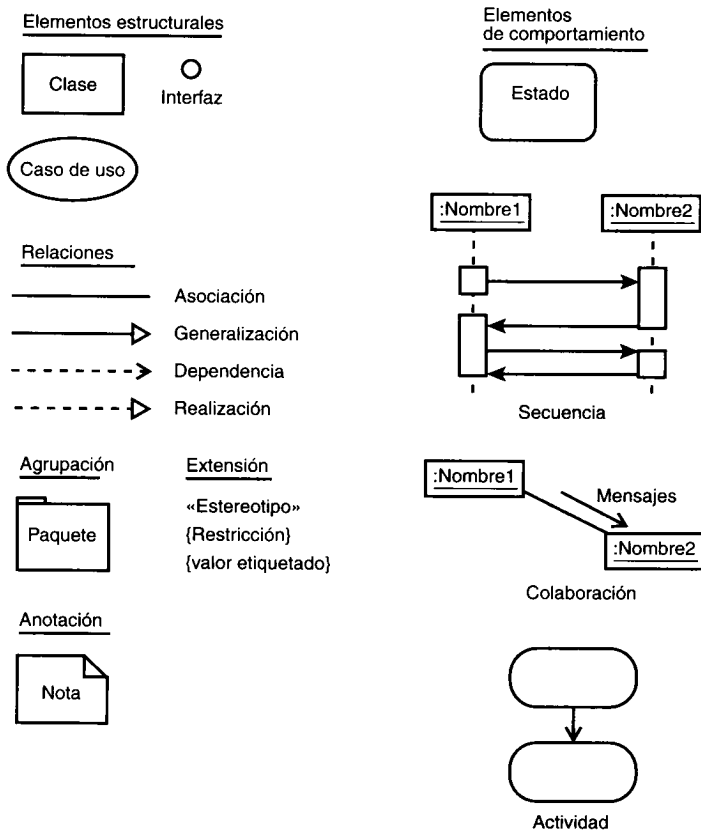 Elementos estructurales
Clase
Interfaz
Caso de uso
Relaciones
Asociación
Generalización
Dependencia
Realización
Agrupación
Paquete
Extensión
«Estereotipo»
{Restricción}
{valor etiquetado}
Anotación
Nota
Elementos
de comportamiento
Estado
:Nombre1
:Nombre2
Secuencia
:Nombre1
Mensajes
:Nombre2
Colaboración
Actividad